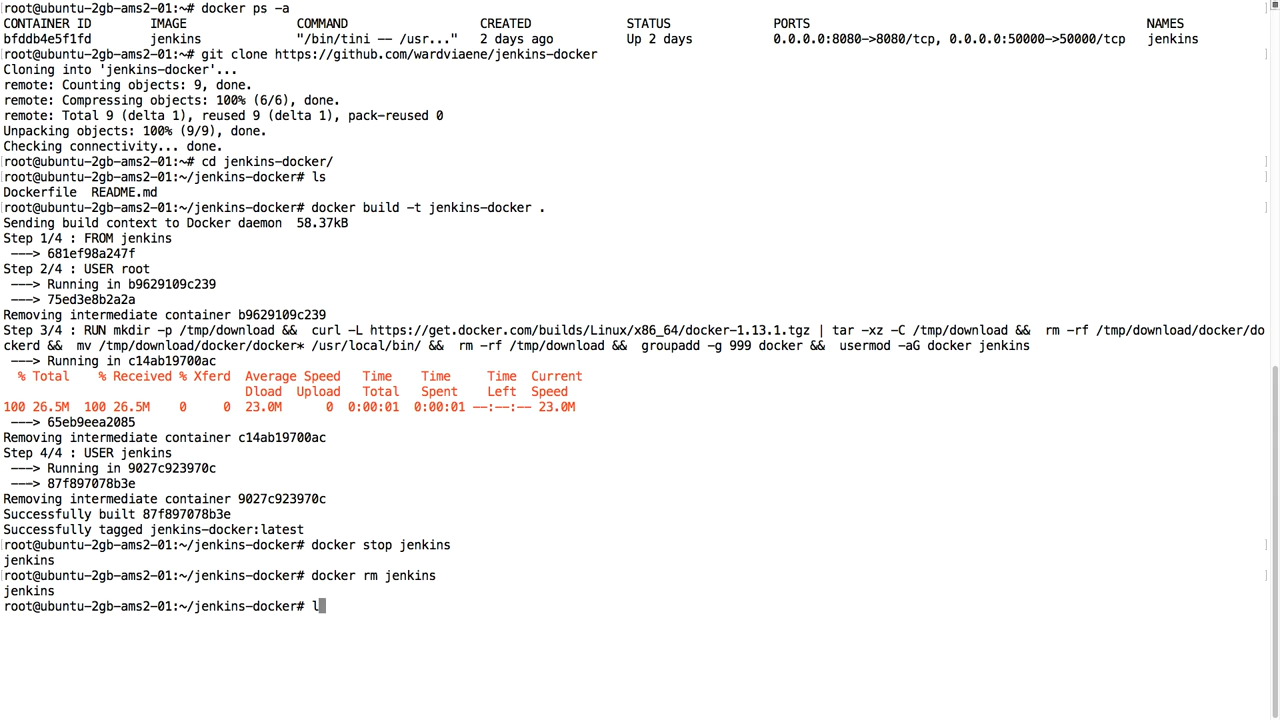 root@ubuntu-2gb-ams2-01:~# docker ps -a
CONTAINER ID        IMAGE               COMMAND                  CREATED             STATUS              PORTS                                              NAMES
bfddb4e5f1fd        jenkins             "/bin/tini -- /usr..."   2 days ago          Up 2 days           0.0.0.0:8080->8080/tcp, 0.0.0.0:50000->50000/tcp   jenkins
root@ubuntu-2gb-ams2-01:~# git clone https://github.com/wardviaene/jenkins-docker
Cloning into 'jenkins-docker'...
remote: Counting objects: 9, done.
remote: Compressing objects: 100% (6/6), done.
remote: Total 9 (delta 1), reused 9 (delta 1), pack-reused 0
Unpacking objects: 100% (9/9), done.
Checking connectivity... done.
root@ubuntu-2gb-ams2-01:~# cd jenkins-docker/
root@ubuntu-2gb-ams2-01:~/jenkins-docker# ls
Dockerfile  README.md
root@ubuntu-2gb-ams2-01:~/jenkins-docker# docker build -t jenkins-docker .
Sending build context to Docker daemon  58.37kB
Step 1/4 : FROM jenkins
 ---> 681ef98a247f
Step 2/4 : USER root
 ---> Running in b9629109c239
 ---> 75ed3e8b2a2a
Removing intermediate container b9629109c239
Step 3/4 : RUN mkdir -p /tmp/download &&  curl -L https://get.docker.com/builds/Linux/x86_64/docker-1.13.1.tgz | tar -xz -C /tmp/download &&  rm -rf /tmp/download/docker/do
ckerd &&  mv /tmp/download/docker/docker* /usr/local/bin/ &&  rm -rf /tmp/download &&  groupadd -g 999 docker &&  usermod -aG docker jenkins
 ---> Running in c14ab19700ac
  % Total    % Received % Xferd  Average Speed   Time    Time     Time  Current
                                 Dload  Upload   Total   Spent    Left  Speed
100 26.5M  100 26.5M    0     0  23.0M      0  0:00:01  0:00:01 --:--:-- 23.0M
 ---> 65eb9eea2085
Removing intermediate container c14ab19700ac
Step 4/4 : USER jenkins
 ---> Running in 9027c923970c
 ---> 87f897078b3e
Removing intermediate container 9027c923970c
Successfully built 87f897078b3e
Successfully tagged jenkins-docker:latest
root@ubuntu-2gb-ams2-01:~/jenkins-docker# docker stop jenkins
jenkins
root@ubuntu-2gb-ams2-01:~/jenkins-docker# docker rm jenkins
jenkins
root@ubuntu-2gb-ams2-01:~/jenkins-docker# l